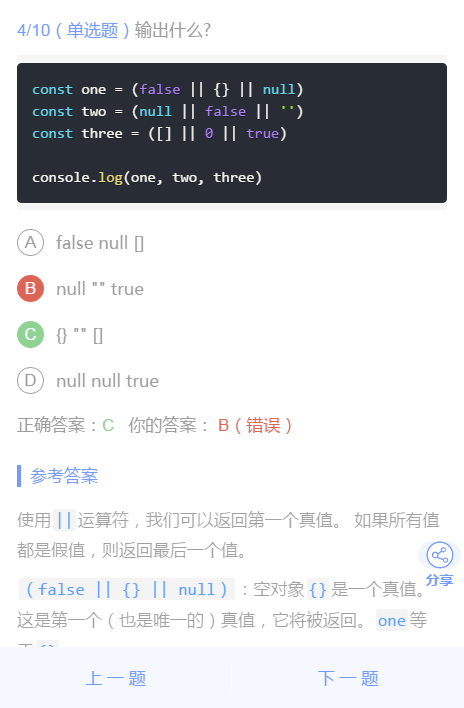 4/10（单选题）输出什么?
const one = (false || {} || null)
const two = (null || false || '')
const three = ([] || 0 || true)
console.log(one, two, three)
A false null []
B null "" true
C {} "" []
D null null true
正确答案：C 你的答案： B（错误）
参考答案
使用||运算符，我们可以返回第一个真值。 如果所有值
都是假值，则返回最后一个值。
（false || {} || null）：空对象{}是一个真值。
这是第一个（也是唯一的）真值，它将被返回。one等
分享
上一题
下一题